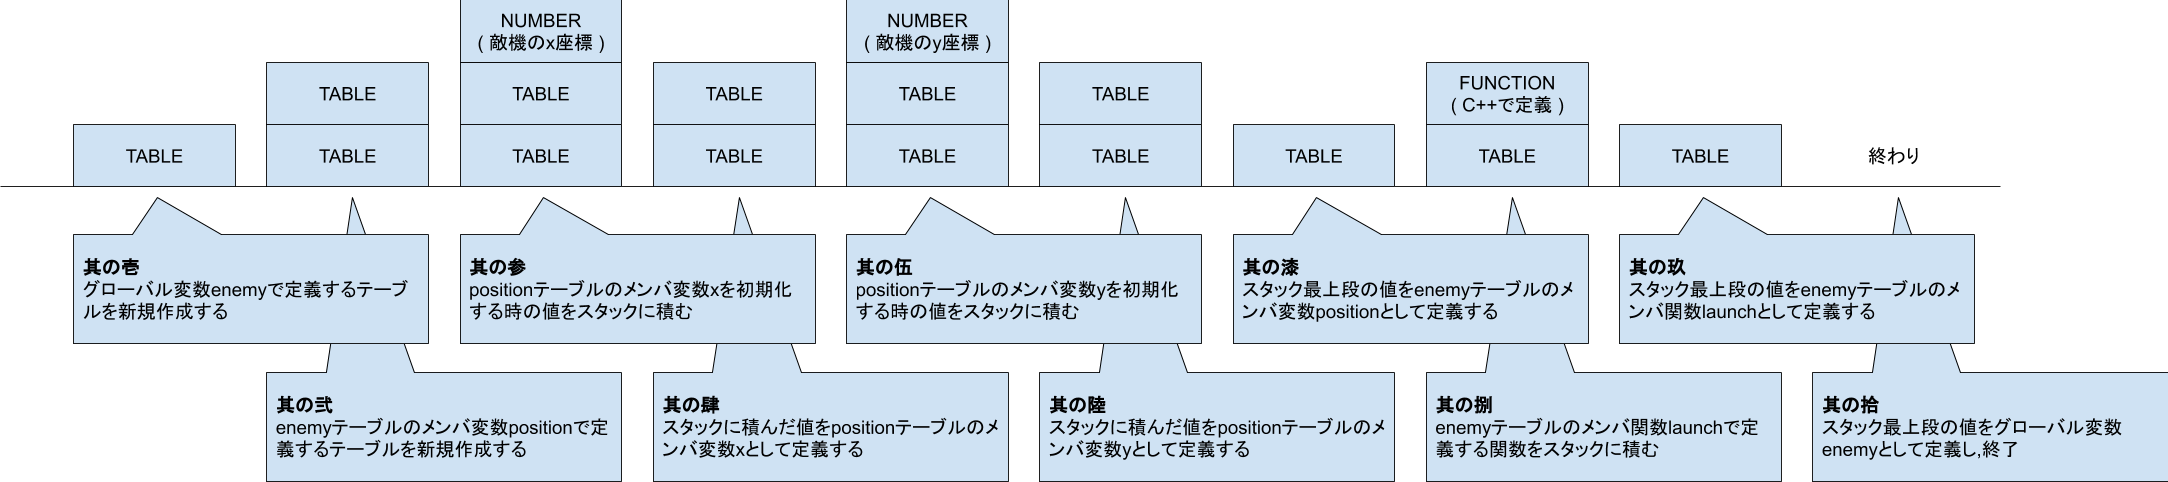 TABLE
TABLE
TABLE
NUMBER
( 敵機のx座標 )
TABLE
TABLE
TABLE
TABLE
NUMBER
( 敵機のy座標 )
TABLE
TABLE
TABLE
TABLE
TABLE
FUNCTION
( C++で定義 )
TABLE
TABLE
終わり
其の壱
グローバル変数enemyで定義するテーブ
ルを新規作成する
其の弐
enemyテーブルのメンバ変数positionで定
義するテーブルを新規作成する
其の参
positionテーブルのメンバ変数xを初期化
する時の値をスタックに積む
其の肆
スタックに積んだ値をpositionテーブルのメ
ンバ変数xとして定義する
其の伍
positionテーブルのメンバ変数yを初期化
する時の値をスタックに積む
其の陸
スタックに積んだ値をpositionテーブルのメ
ンバ変数yとして定義する
其の漆
スタック最上段の値をenemyテーブルのメ
ンバ変数positionとして定義する
其の捌
enemyテーブルのメンバ関数launchで定
義する関数をスタックに積む
其の玖
スタック最上段の値をenemyテーブルのメ
ンバ関数launchとして定義する
其の拾
スタック最上段の値をグローバル変数
enemyとして定義し,終了